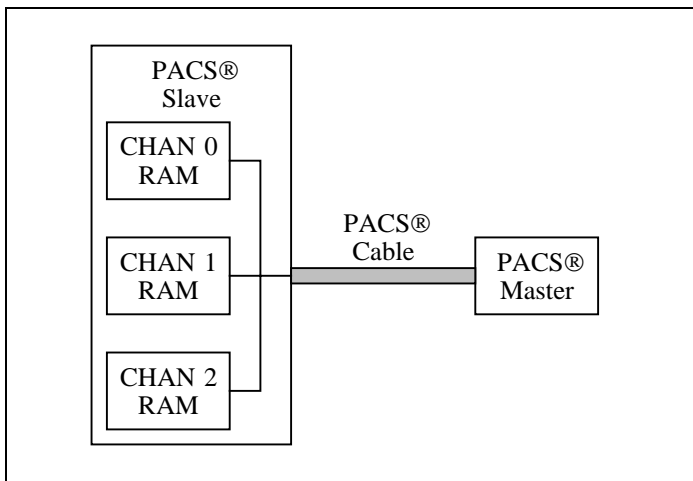 PACS®
Slave
CHAN 0
RAM
CHAN 1
RAM
CHAN 2
RAM
PACS®
Cable
PACS®
Master